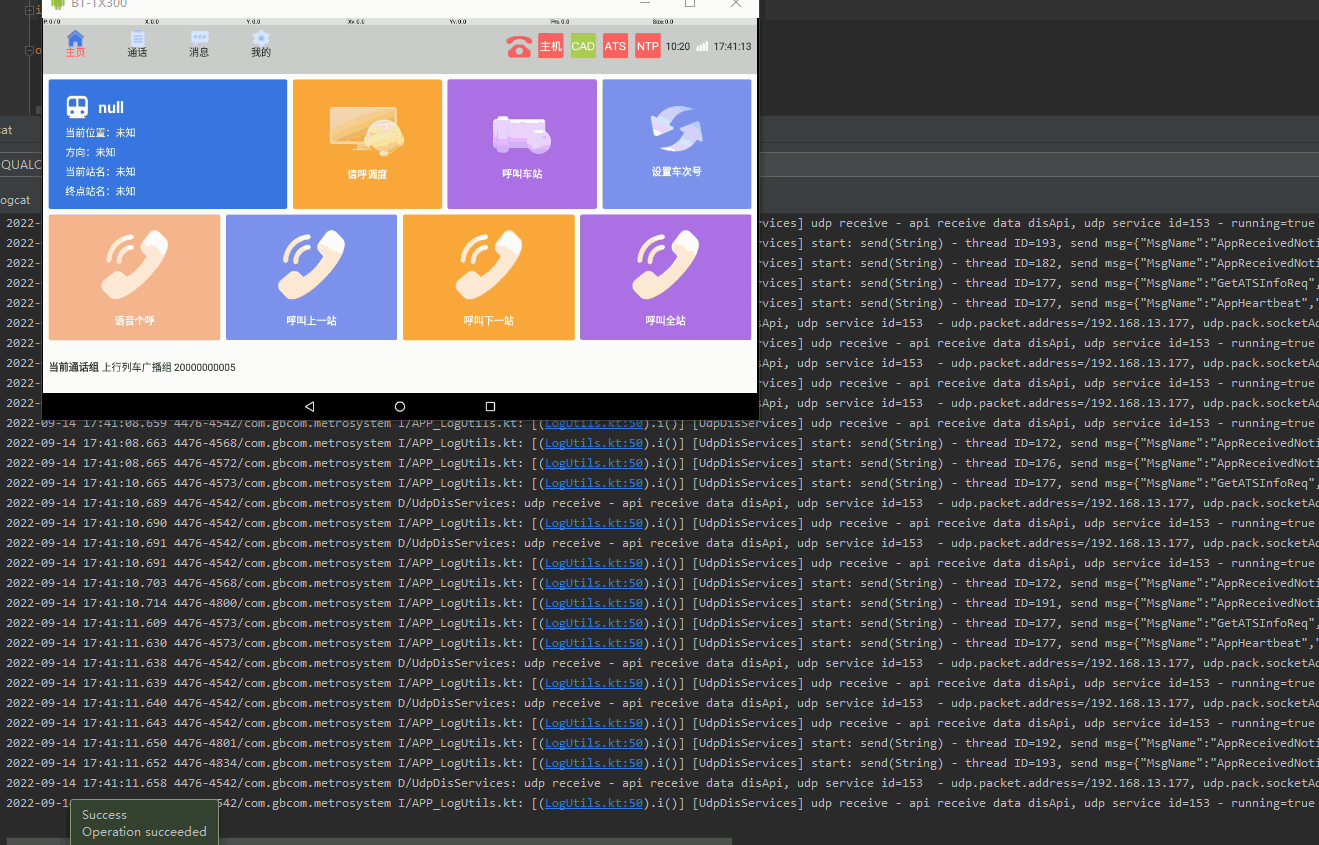 BT-TX300
P: 0 / 0 X: 0.0 Y: 0.0 Xv: 0.0 Yv: 0.0 Prs: 0.0 Size: 0.0
主页 通话 消息 我的 主机 CAD ATS NTP 10:20 17:41:13
null
当前位置：未知
方向：未知
当前站名：未知
终点站名：未知
请呼调度
呼叫车站
设置车次号
语音个呼
呼叫上一站
呼叫下一站
呼叫全站
当前通话组 上行列车广播组 20000000005
cat
QUALC
ogcat
2022- vices] udp receive - api receive data disApi, udp service id=153 - running=true
2022- vices] start: send(String) - thread ID=193, send msg={"MsgName":"AppReceivedNoti
2022- vices] start: send(String) - thread ID=182, send msg={"MsgName":"AppReceivedNoti
2022- vices] start: send(String) - thread ID=177, send msg={"MsgName":"GetATSInfoReq",
2022- vices] start: send(String) - thread ID=177, send msg={"MsgName":"AppHeartbeat","
2022- sApi, udp service id=153  - udp.packet.address=/192.168.13.177, udp.pack.socketAd
2022- vices] udp receive - api receive data disApi, udp service id=153 - running=true
2022- sApi, udp service id=153  - udp.packet.address=/192.168.13.177, udp.pack.socketAd
2022- vices] udp receive - api receive data disApi, udp service id=153 - running=true
2022- sApi, udp service id=153  - udp.packet.address=/192.168.13.177, udp.pack.socketAd
2022-09-14 17:41:08.659 4476-4542/com.gbcom.metrosystem I/APP_LogUtils.kt: [(LogUtils.kt:50).i()] [UdpDisServices] udp receive - api receive data disApi, udp service id=153 - running=true
2022-09-14 17:41:08.663 4476-4568/com.gbcom.metrosystem I/APP_LogUtils.kt: [(LogUtils.kt:50).i()] [UdpDisServices] start: send(String) - thread ID=172, send msg={"MsgName":"AppReceivedNoti
2022-09-14 17:41:08.665 4476-4572/com.gbcom.metrosystem I/APP_LogUtils.kt: [(LogUtils.kt:50).i()] [UdpDisServices] start: send(String) - thread ID=176, send msg={"MsgName":"AppReceivedNoti
2022-09-14 17:41:10.665 4476-4573/com.gbcom.metrosystem I/APP_LogUtils.kt: [(LogUtils.kt:50).i()] [UdpDisServices] start: send(String) - thread ID=177, send msg={"MsgName":"GetATSInfoReq",
2022-09-14 17:41:10.689 4476-4542/com.gbcom.metrosystem D/UdpDisServices: udp receive - api receive data disApi, udp service id=153  - udp.packet.address=/192.168.13.177, udp.pack.socketAd
2022-09-14 17:41:10.690 4476-4542/com.gbcom.metrosystem I/APP_LogUtils.kt: [(LogUtils.kt:50).i()] [UdpDisServices] udp receive - api receive data disApi, udp service id=153 - running=true
2022-09-14 17:41:10.691 4476-4542/com.gbcom.metrosystem D/UdpDisServices: udp receive - api receive data disApi, udp service id=153  - udp.packet.address=/192.168.13.177, udp.pack.socketAd
2022-09-14 17:41:10.691 4476-4542/com.gbcom.metrosystem I/APP_LogUtils.kt: [(LogUtils.kt:50).i()] [UdpDisServices] udp receive - api receive data disApi, udp service id=153 - running=true
2022-09-14 17:41:10.703 4476-4568/com.gbcom.metrosystem I/APP_LogUtils.kt: [(LogUtils.kt:50).i()] [UdpDisServices] start: send(String) - thread ID=172, send msg={"MsgName":"AppReceivedNoti
2022-09-14 17:41:10.714 4476-4800/com.gbcom.metrosystem I/APP_LogUtils.kt: [(LogUtils.kt:50).i()] [UdpDisServices] start: send(String) - thread ID=191, send msg={"MsgName":"AppReceivedNoti
2022-09-14 17:41:11.609 4476-4573/com.gbcom.metrosystem I/APP_LogUtils.kt: [(LogUtils.kt:50).i()] [UdpDisServices] start: send(String) - thread ID=177, send msg={"MsgName":"GetATSInfoReq",
2022-09-14 17:41:11.630 4476-4573/com.gbcom.metrosystem I/APP_LogUtils.kt: [(LogUtils.kt:50).i()] [UdpDisServices] start: send(String) - thread ID=177, send msg={"MsgName":"AppHeartbeat","
2022-09-14 17:41:11.638 4476-4542/com.gbcom.metrosystem D/UdpDisServices: udp receive - api receive data disApi, udp service id=153  - udp.packet.address=/192.168.13.177, udp.pack.socketAd
2022-09-14 17:41:11.639 4476-4542/com.gbcom.metrosystem I/APP_LogUtils.kt: [(LogUtils.kt:50).i()] [UdpDisServices] udp receive - api receive data disApi, udp service id=153 - running=true
2022-09-14 17:41:11.640 4476-4542/com.gbcom.metrosystem D/UdpDisServices: udp receive - api receive data disApi, udp service id=153  - udp.packet.address=/192.168.13.177, udp.pack.socketAd
2022-09-14 17:41:11.643 4476-4542/com.gbcom.metrosystem I/APP_LogUtils.kt: [(LogUtils.kt:50).i()] [UdpDisServices] udp receive - api receive data disApi, udp service id=153 - running=true
2022-09-14 17:41:11.650 4476-4801/com.gbcom.metrosystem I/APP_LogUtils.kt: [(LogUtils.kt:50).i()] [UdpDisServices] start: send(String) - thread ID=192, send msg={"MsgName":"AppReceivedNoti
2022-09-14 17:41:11.652 4476-4834/com.gbcom.metrosystem I/APP_LogUtils.kt: [(LogUtils.kt:50).i()] [UdpDisServices] start: send(String) - thread ID=193, send msg={"MsgName":"AppReceivedNoti
2022-09-14 17:41:11.658 4476-4542/com.gbcom.metrosystem D/UdpDisServices: udp receive - api receive data disApi, udp service id=153  - udp.packet.address=/192.168.13.177, udp.pack.socketAd
2022-09-1 542/com.gbcom.metrosystem I/APP_LogUtils.kt: [(LogUtils.kt:50).i()] [UdpDisServices] udp receive - api receive data disApi, udp service id=153 - running=true
Success
Operation succeeded